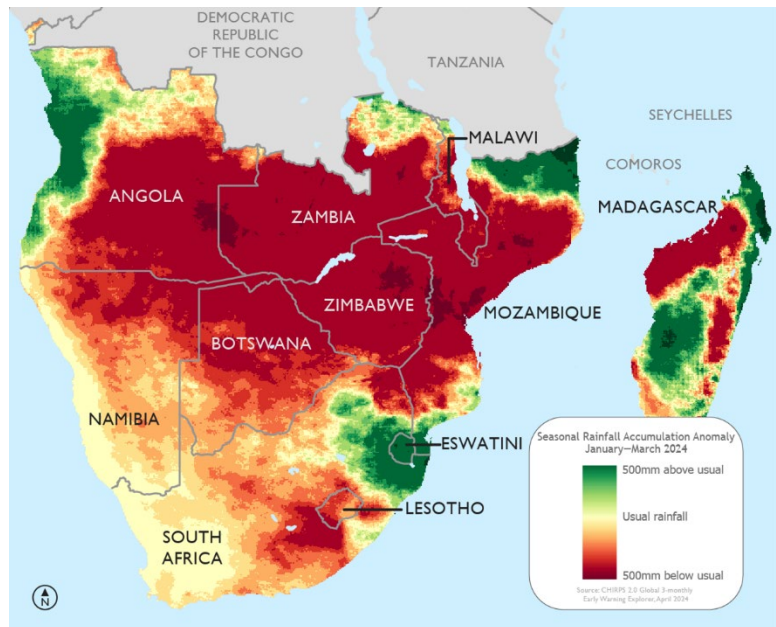 DEMOCRATIC
REPUBLIC
OF THE CONGO
TANZANIA
SEYCHELLES
MALAWI
COMOROS
ANGOLA
ZAMBIA
MADAGASCAR
ZIMBABWE
MOZAMBIQUE
BOTSWANA
NAMIBIA
ESWATINI
LESOTHO
SOUTH
AFRICA
N
Seasonal Rainfall Accumulation Anomaly
January—March 2024
500mm above usual
Usual rainfall
500mm below usual
Source: CHIRPS 2.0 Global 3-monthly
Early Warning Explorer, April 2024